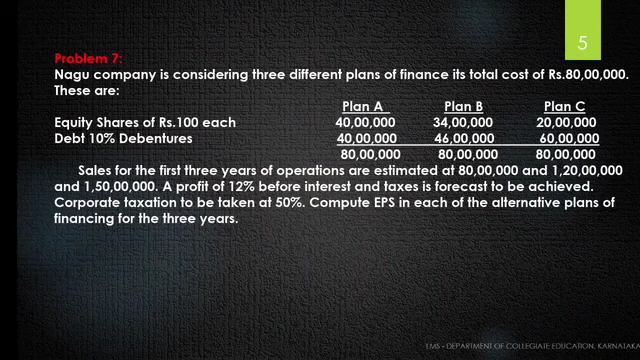 5
Problem 7:
Nagu company is considering three different plans of finance its total cost of Rs.80,00,000.
These are:
Plan A Plan B Plan C
Equity Shares of Rs.100 each 40,00,000 34,00,000 20,00,000
Debt 10% Debentures 40,00,000 46,00,000 60,00,000
80,00,000 80,00,000 80,00,000
Sales for the first three years of operations are estimated at 80,00,000 and 1,20,00,000
and 1,50,00,000. A profit of 12% before interest and taxes is forecast to be achieved.
Corporate taxation to be taken at 50%. Compute EPS in each of the alternative plans of
financing for the three years.
LMS - DEPARTMENT OF COLLEGIATE EDUCATION, KARNATAKA